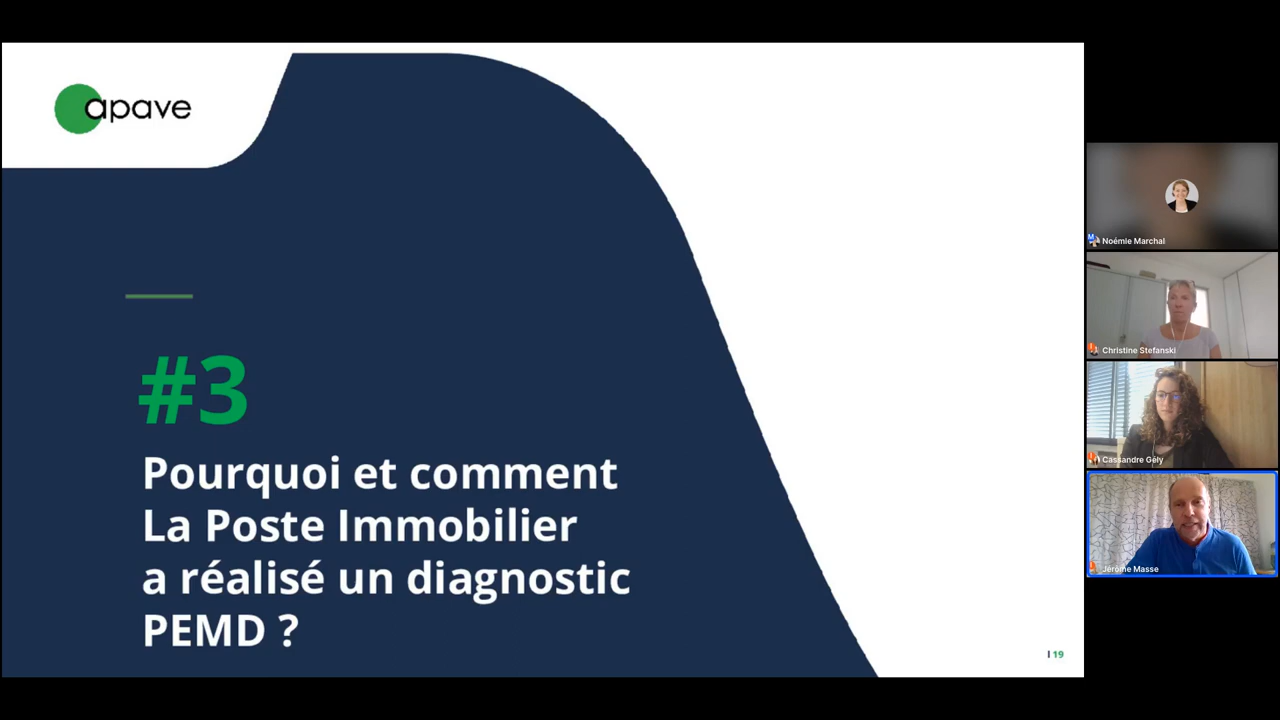 apave
#3
Pourquoi et comment
La Poste Immobilier
a réalisé un diagnostic
PEMD ?
I 19
Noémie Marchal
Christine Stefanski
Cassandre Gély
Jérôme Masse